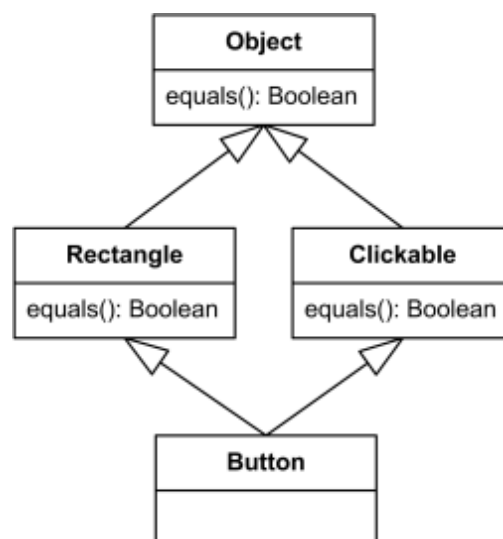 Object
equals(): Boolean
Rectangle
equals(): Boolean
Clickable
equals(): Boolean
Button